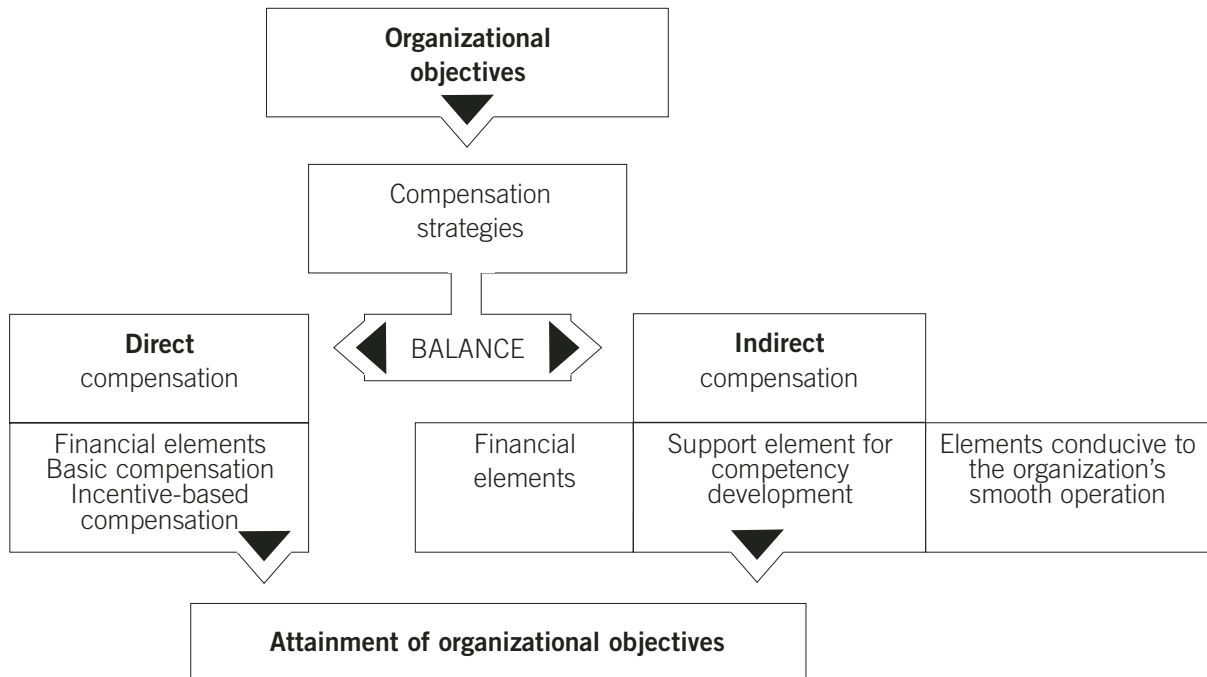 Organizational
objectives
Compensation
strategies
BALANCE
Direct
compensation
Indirect
compensation
Financial elements
Basic compensation
Incentive-based
compensation
Financial
elements
Support element for
competency
development
Elements conducive to
the organization's
smooth operation
Attainment of organizational objectives